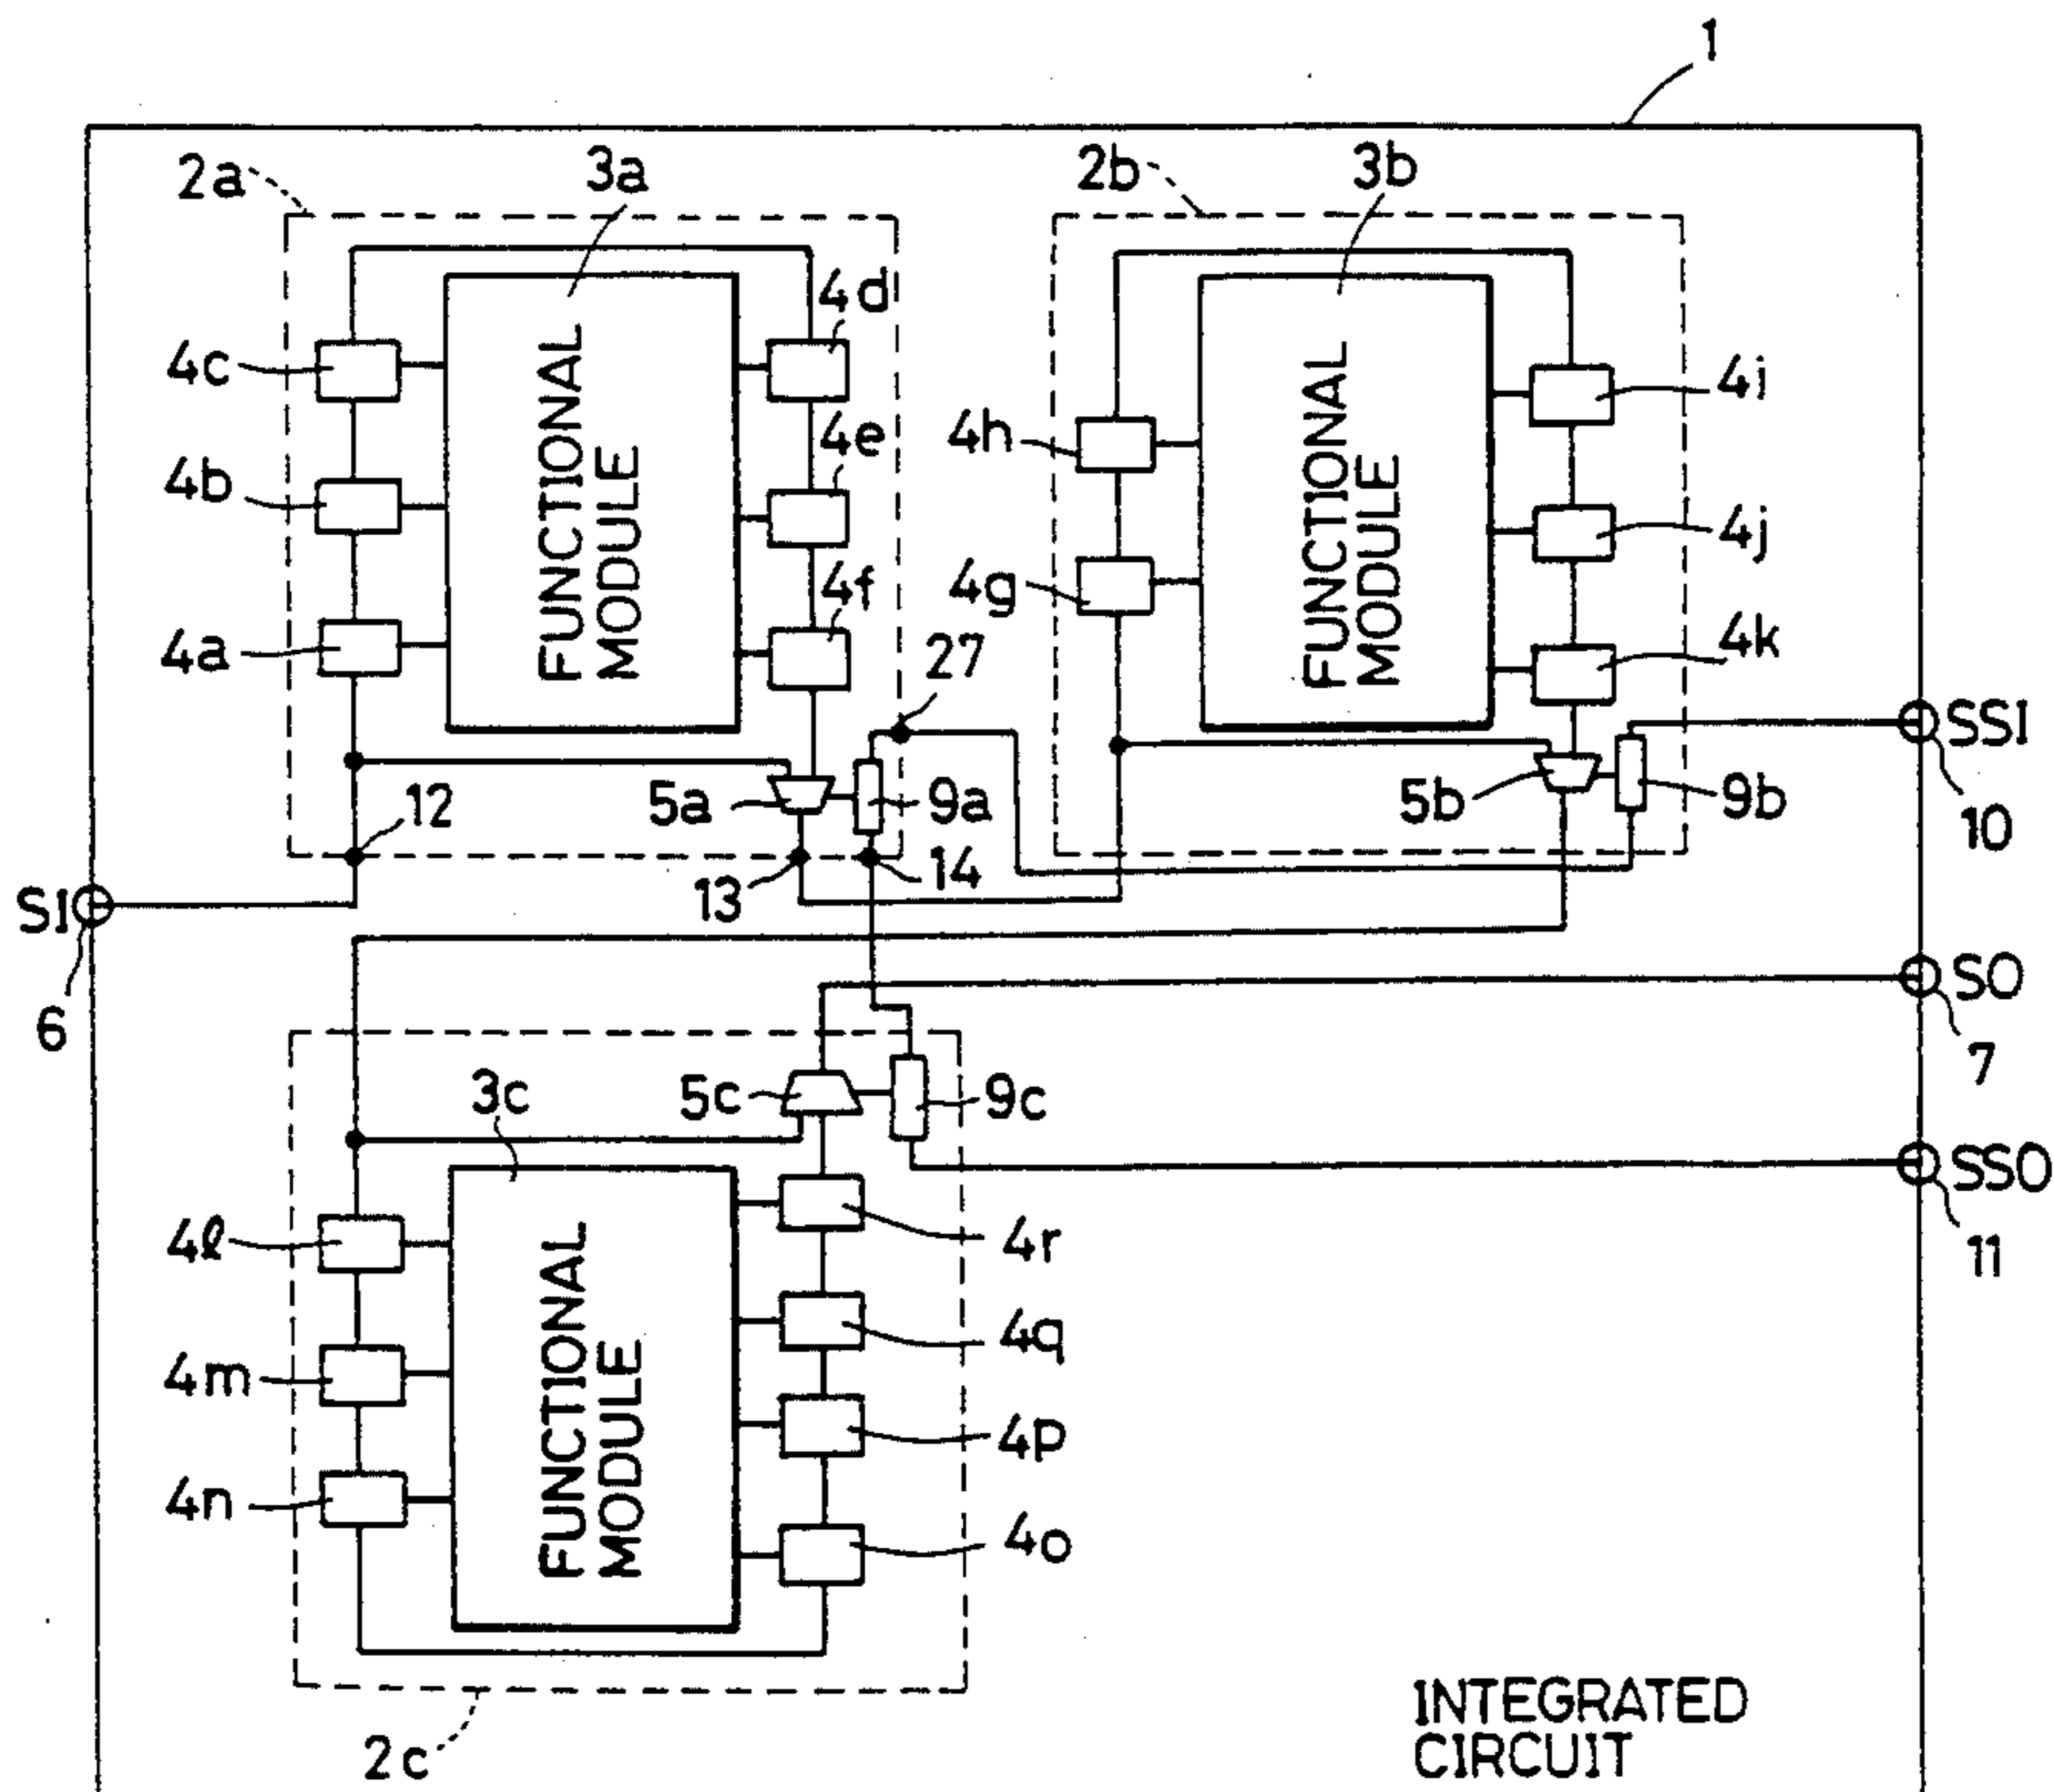 1
2a
3a
2b
3b
4d
4c
4i
4e
4h
4b
FUNCTIONAL
MODULE
FUNCTIONAL
MODULE
4j
4f
4g
4a
27
4k
SSI
12
5a
9a
5b
9b
10
13
14
SI
6
SO
7
3c
5c
9c
SSO
11
4ℓ
4r
4m
4q
FUNCTIONAL
MODULE
4p
4n
4o
2c
INTEGRATED
CIRCUIT